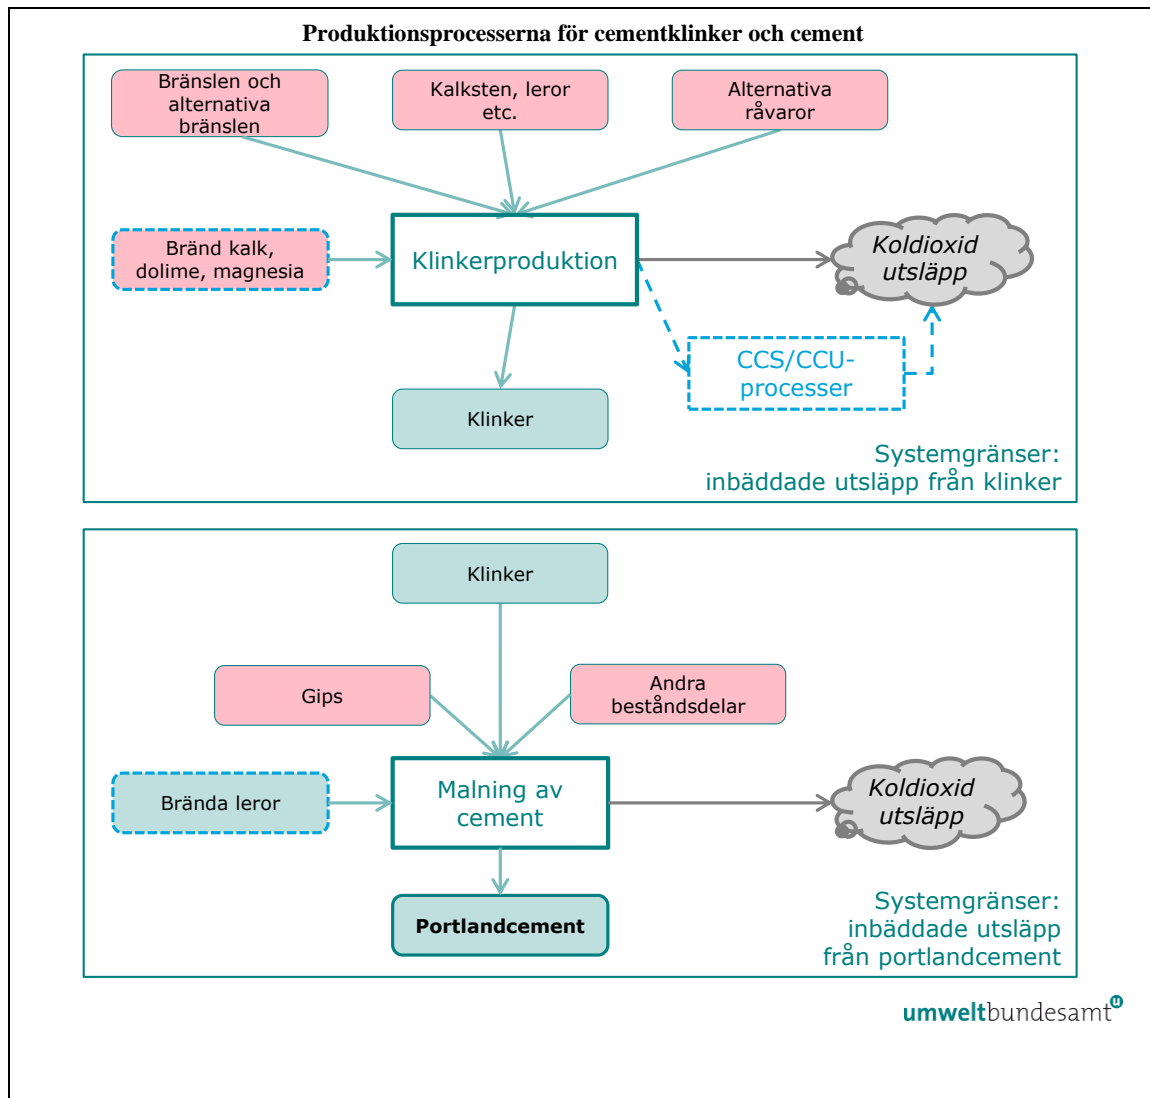 Produktionsprocesserna för cementklinker och cement
Bränslen och
alternativa
bränslen
Kalksten, leror
etc.
Alternativa
råvaror
Bränd kalk,
dolime, magnesia
Klinkerproduktion
Koldioxid
utsläpp
CCS/CCU-
processer
Klinker
Systemgränser:
inbäddade utsläpp från klinker
Klinker
Gips
Andra
beståndsdelar
Brända leror
Malning av
cement
Koldioxid
utsläpp
Portlandcement
Systemgränser:
inbäddade utsläpp
från portlandcement
umweltbundesamt